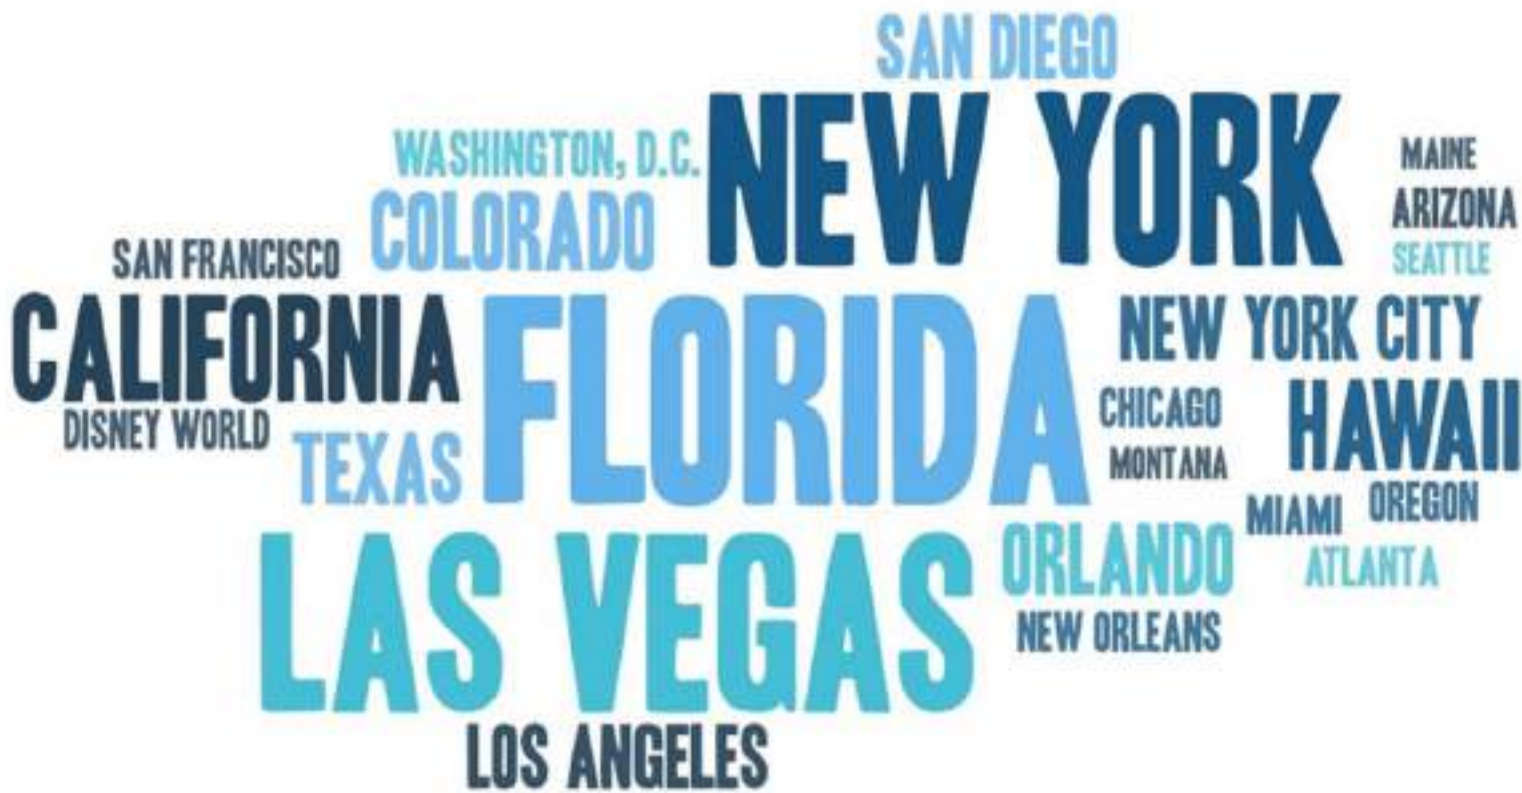 SAN DIEGO
NEW YORK
WASHINGTON, D.C.
MAINE
COLORADO
ARIZONA
SAN FRANCISCO
SEATTLE
CALIFORNIA
FLORIDA
NEW YORK CITY
DISNEY WORLD
CHICAGO
HAWAII
TEXAS
MONTANA
MIAMI
OREGON
LAS VEGAS
ORLANDO
ATLANTA
NEW ORLEANS
LOS ANGELES